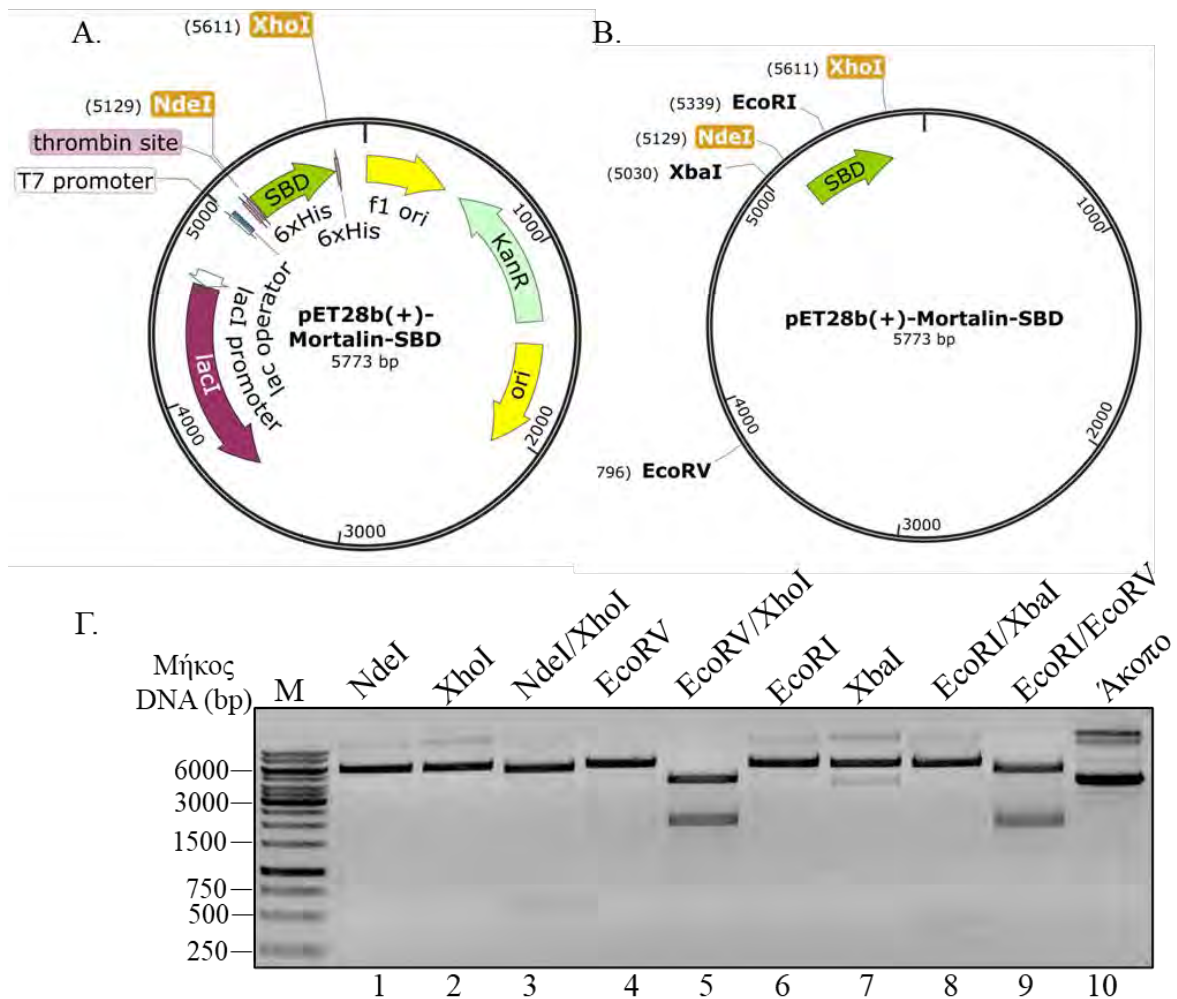 A.
(5611) XhoI
(5129) NdeI
thrombin site
T7 promoter
5000
SBD
6xHis
6xHis
f1 ori
1000
KanR
lac operator
lacI promoter
lacI
pET28b(+)-
Mortalin-SBD
5773 bp
ori
4000
2000
3000
B.
(5611) XhoI
(5339) EcoRI
(5129) NdeI
(5030) XbaI
5000
SBD
1000
pET28b(+)-Mortalin-SBD
5773 bp
4000
2000
796) EcoRV
3000
Γ.
Μήκος
DNA (bp)
M
NdeI
XhoI
NdeI/XhoI
EcoRV
EcoRV/XhoI
EcoRI
XbaI
EcoRI/XbaI
EcoRI/EcoRV
Άκοπο
6000
3000
1500
750
500
250
1 2 3 4 5 6 7 8 9 10